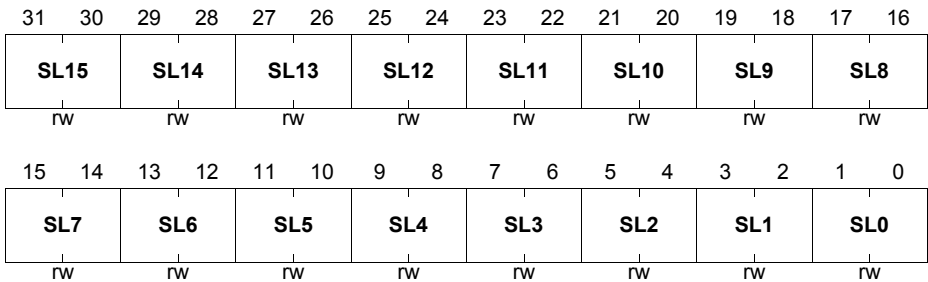 31 30 29 28 27 26 25 24 23 22 21 20 19 18 17 16
SL15 SL14 SL13 SL12 SL11 SL10 SL9 SL8
rw rw rw rw rw rw rw rw
15 14 13 12 11 10 9 8 7 6 5 4 3 2 1 0
SL7 SL6 SL5 SL4 SL3 SL2 SL1 SL0
rw rw rw rw rw rw rw rw